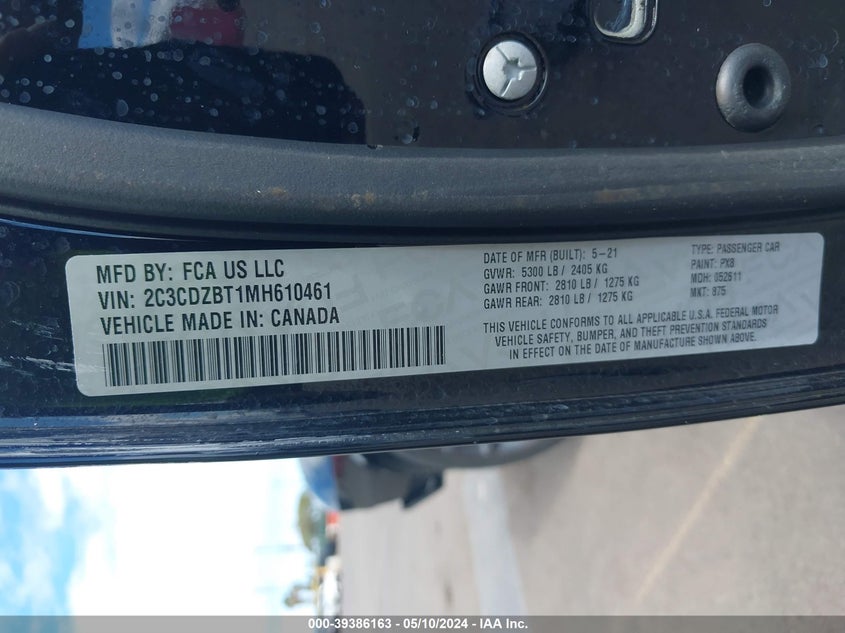 MFD BY: FCA US LLC
VIN: 2C3CDZBT1MH610461
VEHICLE MADE IN: CANADA
DATE OF MFR (BUILT): 5-21
GVWR: 5300 LB / 2405 KG
GAWR FRONT: 2810 LB / 1275 KG
GAWR REAR: 2810 LB / 1275 KG
TYPE: PASSENGER CAR
PAINT: PX8
MDH: 052611
MKT: 875
THIS VEHICLE CONFORMS TO ALL APPLICABLE U.S.A. FEDERAL MOTOR
VEHICLE SAFETY, BUMPER, AND THEFT PREVENTION STANDARDS
IN EFFECT ON THE DATE OF MANUFACTURE SHOWN ABOVE.
000-39386163 - 05/10/2024 - IAA Inc.